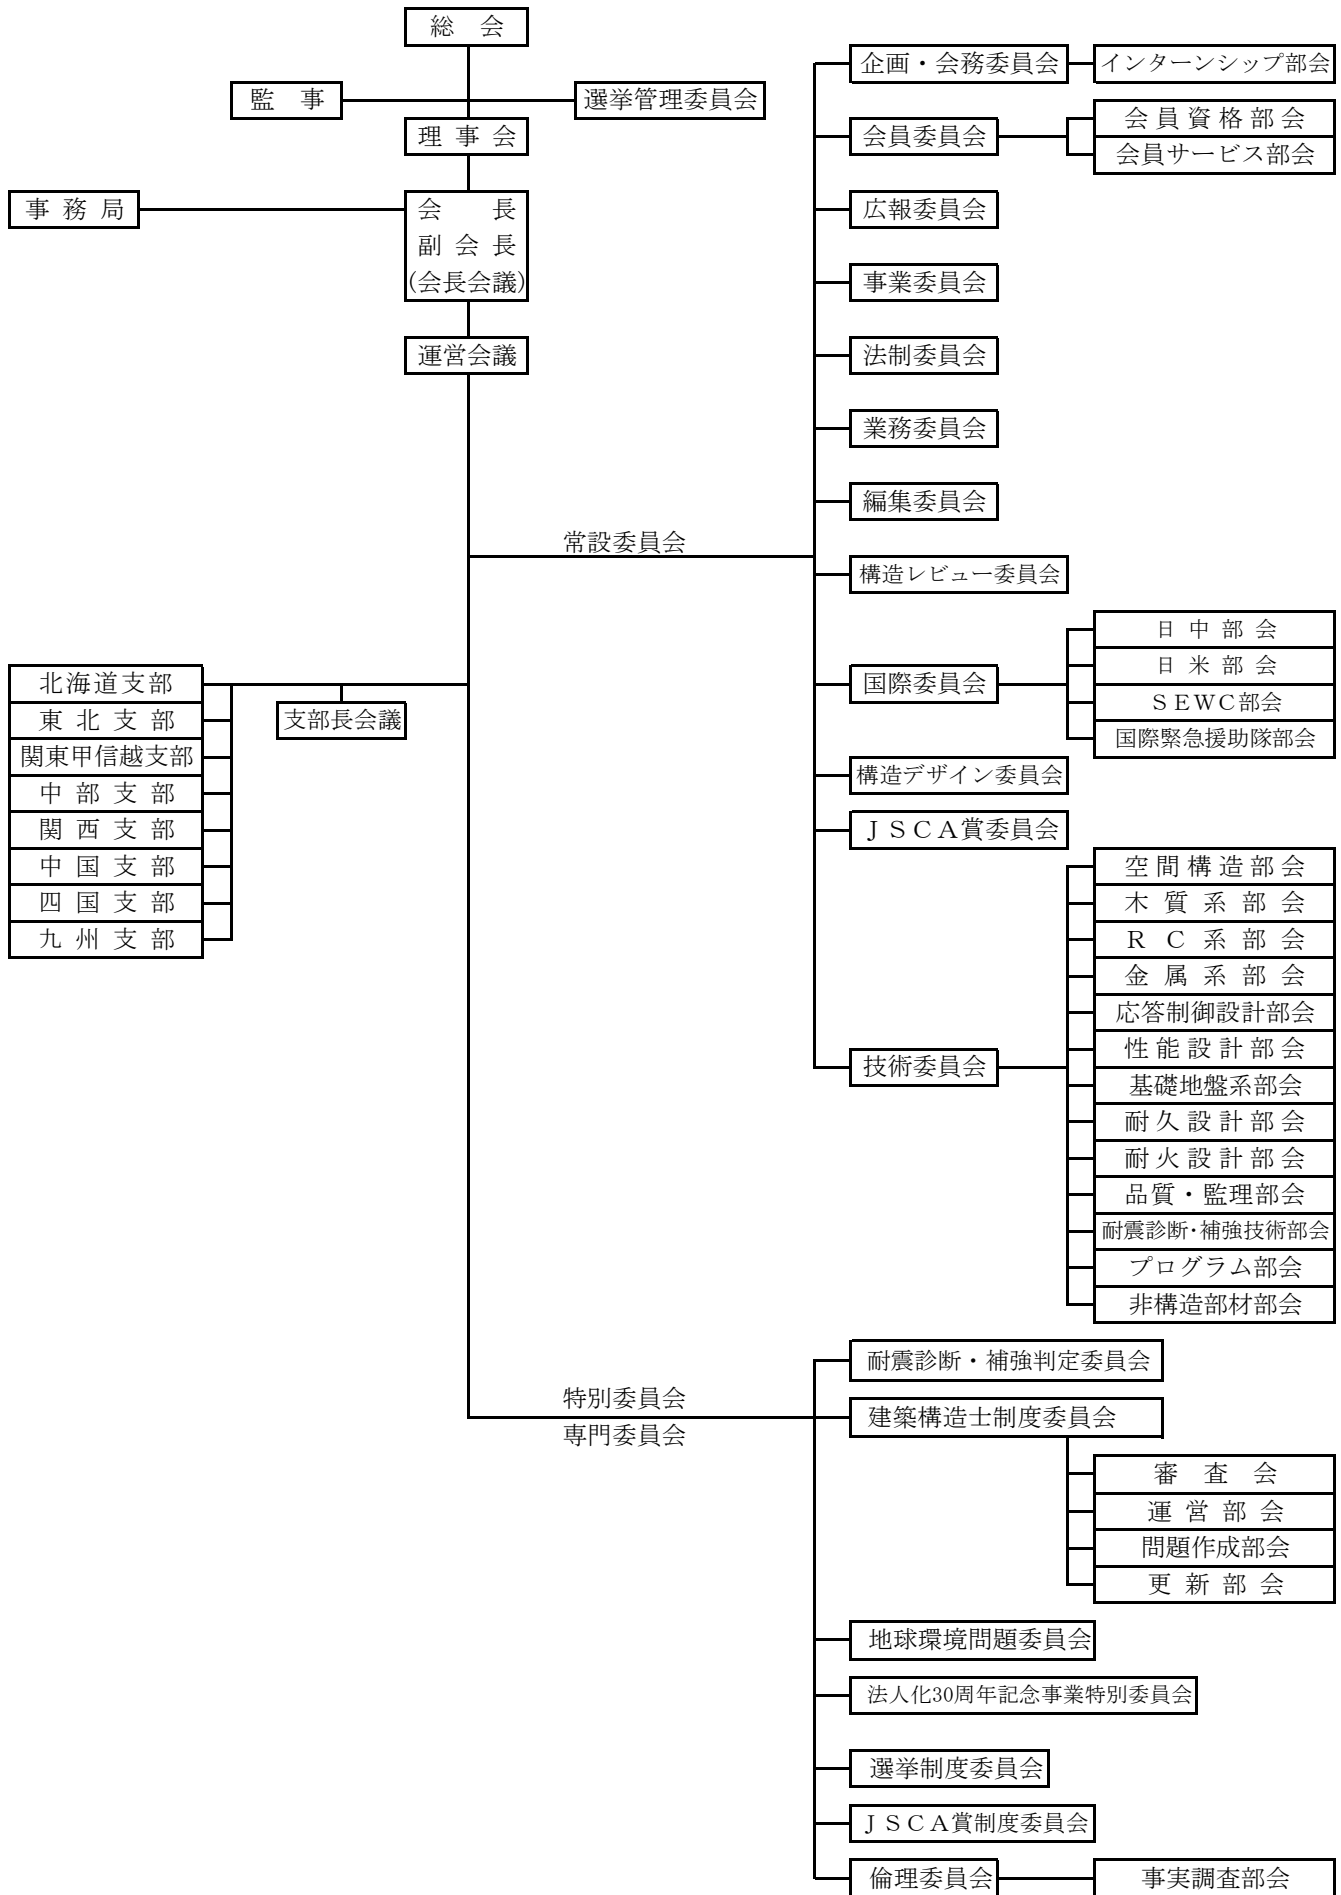 総 会
監 事
選挙管理委員会
理 事 会
事 務 局
会 長
副 会 長
(会長会議)
運営会議
常設委員会
企画・会務委員会
インターンシップ部会
会員委員会
会 員 資 格 部 会
会員サービス部会
広報委員会
事業委員会
法制委員会
業務委員会
編集委員会
構造レビュー委員会
国際委員会
日 中 部 会
日 米 部 会
SEWC部会
国際緊急援助隊部会
構造デザイン委員会
JSCA賞委員会
技術委員会
空 間 構 造 部 会
木 質 系 部 会
R C 系 部 会
金 属 系 部 会
応答制御設計部会
性 能 設 計 部 会
基礎地盤系部会
耐 久 設 計 部 会
耐 火 設 計 部 会
品質・監理部会
耐震診断・補強技術部会
プログラム部会
非構造部材部会
北海道支部
東 北 支 部
関東甲信越支部
中 部 支 部
関 西 支 部
中 国 支 部
四 国 支 部
九 州 支 部
支部長会議
特別委員会
専門委員会
耐震診断・補強判定委員会
建築構造士制度委員会
審 査 会
運 営 部 会
問題作成部会
更 新 部 会
地球環境問題委員会
法人化30周年記念事業特別委員会
選挙制度委員会
JSCA賞制度委員会
倫理委員会
事実調査部会